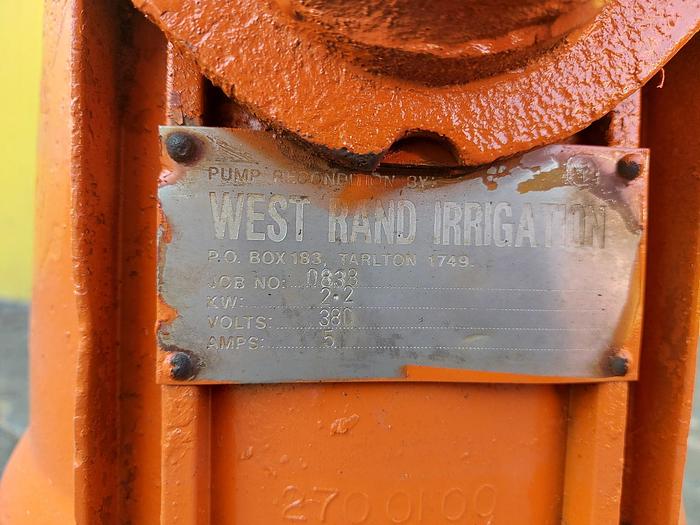 PUMP RECONDITION BY:
WEST RAND IRRIGATION
P.O. BOX 183, TARLTON 1749.
JOB NO: 0838
KW: 2.2
VOLTS: 380
AMPS: 5
2700109